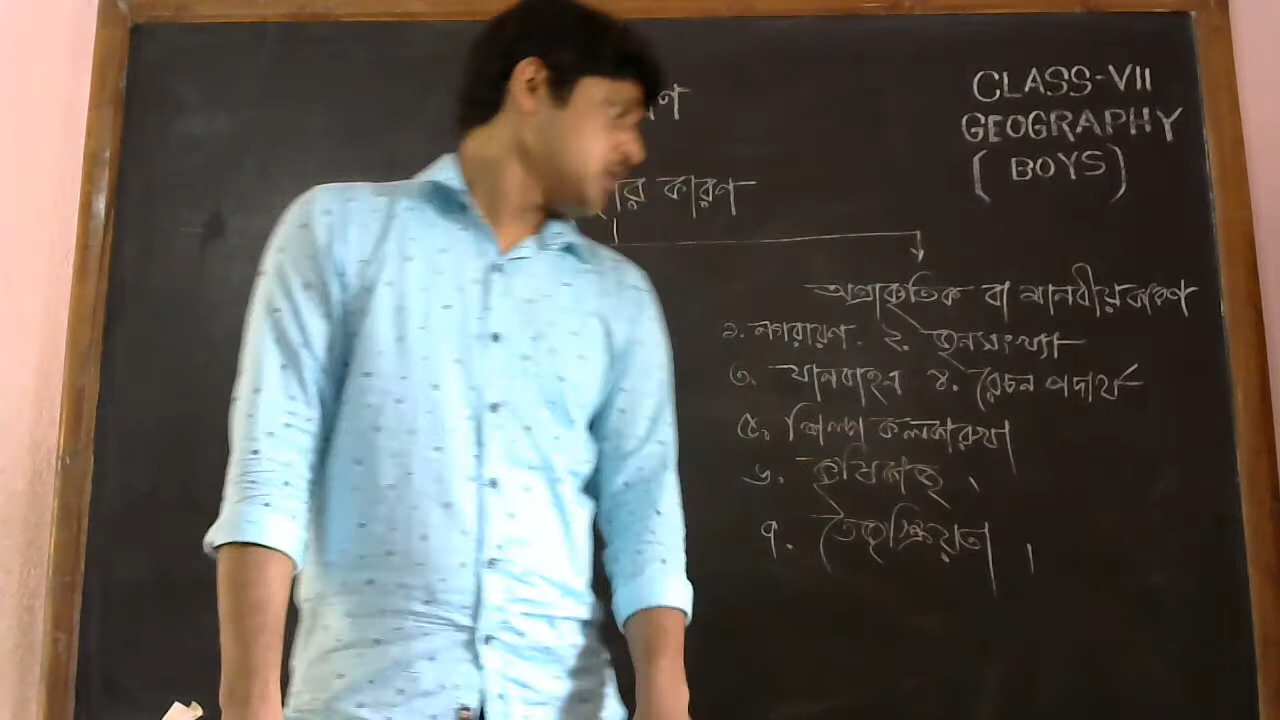 CLASS-VII
GEOGRAPHY
(BOYS)
কারণ
অপ্রাকৃতিক বা মানবীয় কারণ
১. নগরায়ণ. ২. জনসংখ্যা
৩. যানবাহন ৪. রেচন পদার্থ
৫. শিল্প কলকারখা
৬. কৃষিকাজ
৭. তৈজস্ক্রিয়তা ।